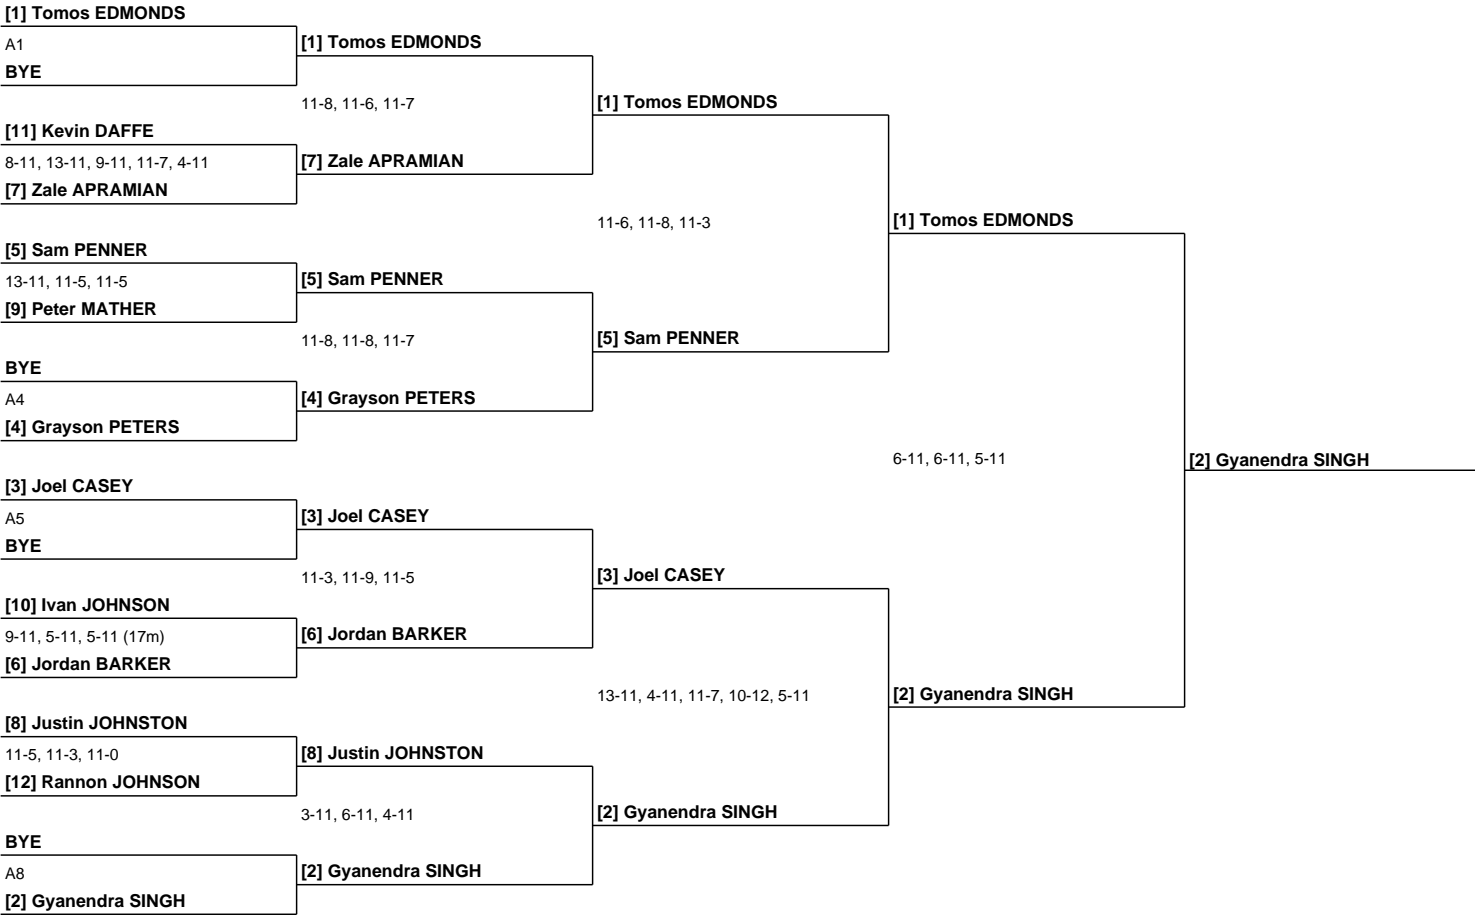 [1] Tomos EDMONDS
A1
BYE
[11] Kevin DAFFE
8-11, 13-11, 9-11, 11-7, 4-11
[7] Zale APRAMIAN
[5] Sam PENNER
13-11, 11-5, 11-5
[9] Peter MATHER
BYE
A4
[4] Grayson PETERS
[3] Joel CASEY
A5
BYE
[10] Ivan JOHNSON
9-11, 5-11, 5-11 (17m)
[6] Jordan BARKER
[8] Justin JOHNSTON
11-5, 11-3, 11-0
[12] Rannon JOHNSON
BYE
A8
[2] Gyanendra SINGH
[1] Tomos EDMONDS
11-8, 11-6, 11-7
[7] Zale APRAMIAN
[5] Sam PENNER
11-8, 11-8, 11-7
[4] Grayson PETERS
[3] Joel CASEY
11-3, 11-9, 11-5
[6] Jordan BARKER
[8] Justin JOHNSTON
3-11, 6-11, 4-11
[2] Gyanendra SINGH
[1] Tomos EDMONDS
11-6, 11-8, 11-3
[5] Sam PENNER
[3] Joel CASEY
13-11, 4-11, 11-7, 10-12, 5-11
[2] Gyanendra SINGH
[1] Tomos EDMONDS
6-11, 6-11, 5-11
[2] Gyanendra SINGH
[2] Gyanendra SINGH